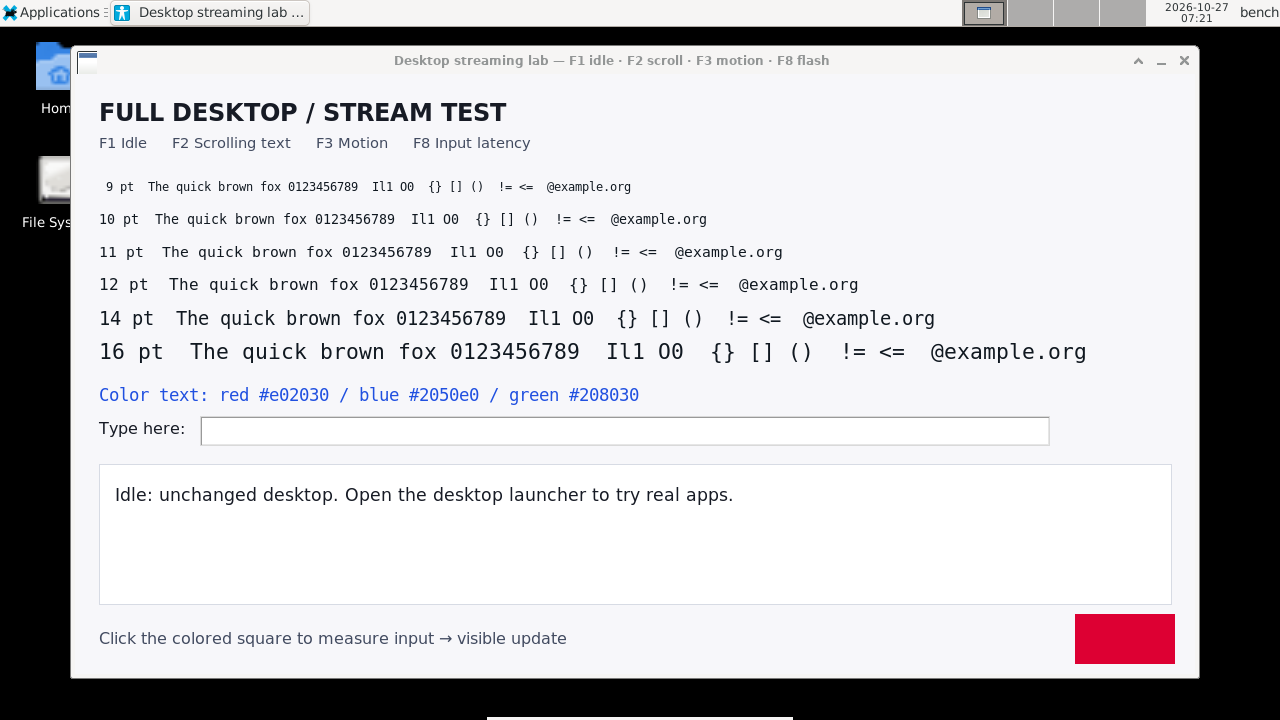 Applications
Desktop streaming lab ...
2026-10-27
07:21
bench
Desktop streaming lab — F1 idle · F2 scroll · F3 motion · F8 flash
Hom
File Sys
FULL DESKTOP / STREAM TEST
F1 Idle F2 Scrolling text F3 Motion F8 Input latency
9 pt The quick brown fox 0123456789 Il1 O0 {} [] () != <= @example.org
10 pt The quick brown fox 0123456789 Il1 O0 {} [] () != <= @example.org
11 pt The quick brown fox 0123456789 Il1 O0 {} [] () != <= @example.org
12 pt The quick brown fox 0123456789 Il1 O0 {} [] () != <= @example.org
14 pt The quick brown fox 0123456789 Il1 O0 {} [] () != <= @example.org
16 pt The quick brown fox 0123456789 Il1 O0 {} [] () != <= @example.org
Color text: red #e02030 / blue #2050e0 / green #208030
Type here:
Idle: unchanged desktop. Open the desktop launcher to try real apps.
Click the colored square to measure input → visible update